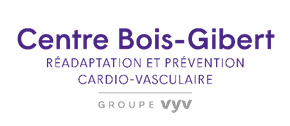 Centre Bois-Gibert
RÉADAPTATION ET PRÉVENTION
CARDIO-VASCULAIRE
GROUPE vyv